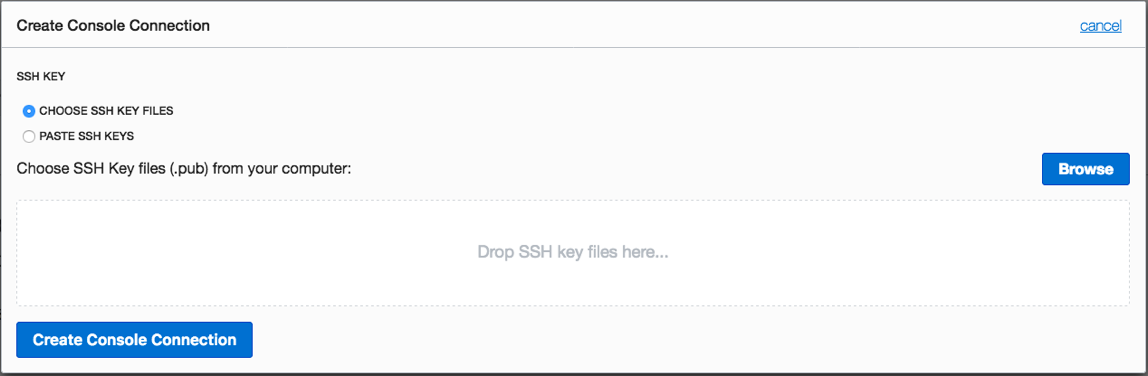 Create Console Connection
cancel
SSH KEY
CHOOSE SSH KEY FILES
PASTE SSH KEYS
Choose SSH Key files (.pub) from your computer:
Browse
Drop SSH key files here...
Create Console Connection